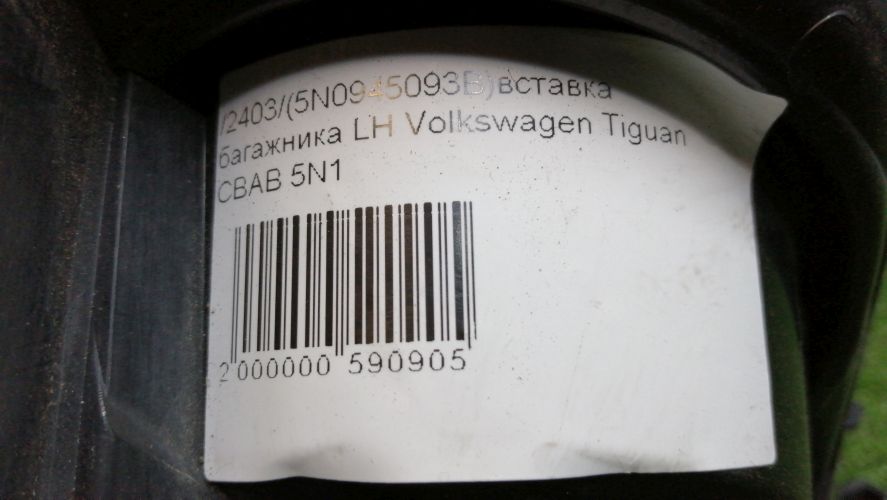 /2403/(5N0945093B)вставка
багажника LH Volkswagen Tiguan
CBAB 5N1
2 000000 590905